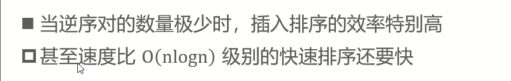 当逆序对的数量极少时，插入排序的效率特别高
甚至速度比 O(nlogn) 级别的快速排序还要快